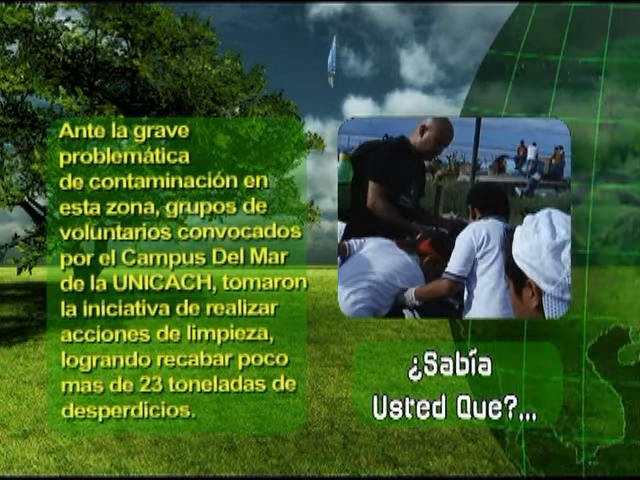 Ante la grave
problemática
de contaminación en
esta zona, grupos de
voluntarios convocados
por el Campus Del Mar
de la UNICACH, tomaron
la iniciativa de realizar
acciones de limpieza,
logrando recabar poco
mas de 23 toneladas de
desperdicios.
¿Sabía
Usted Que?...